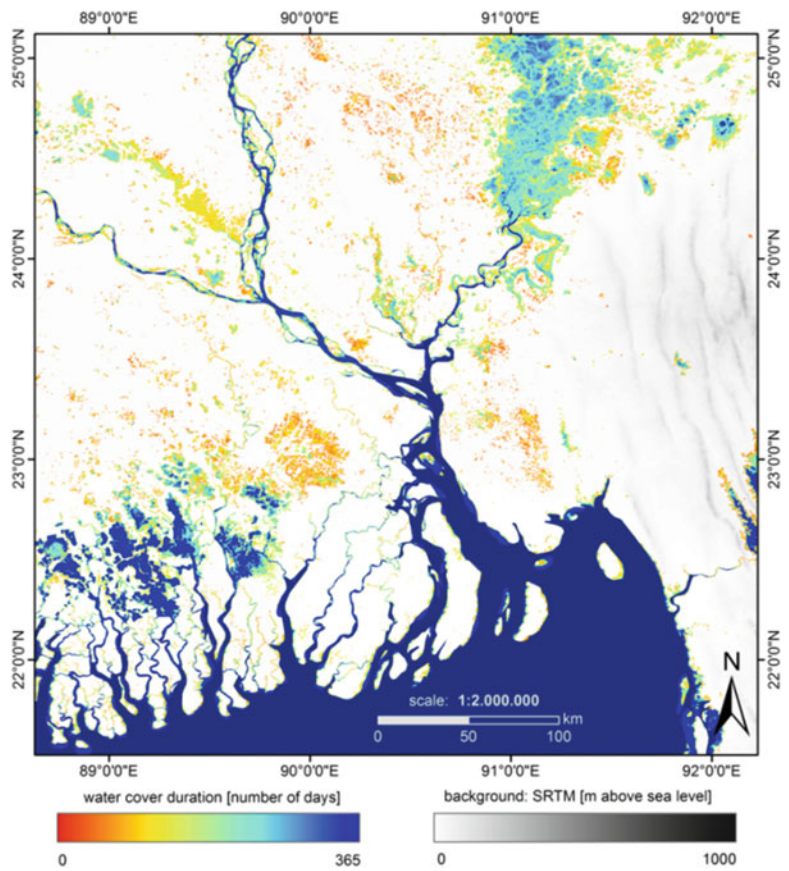 89°0'0"E 90°0'0"E 91°0'0"E 92°0'0"E
25°0'0"N 25°0'0"N
24°0'0"N 24°0'0"N
23°0'0"N 23°0'0"N
22°0'0"N 22°0'0"N
N
scale: 1:2.000.000
km
0 50 100
89°0'0"E 90°0'0"E 91°0'0"E 92°0'0"E
water cover duration [number of days] background: SRTM [m above sea level]
0 365 0 1000